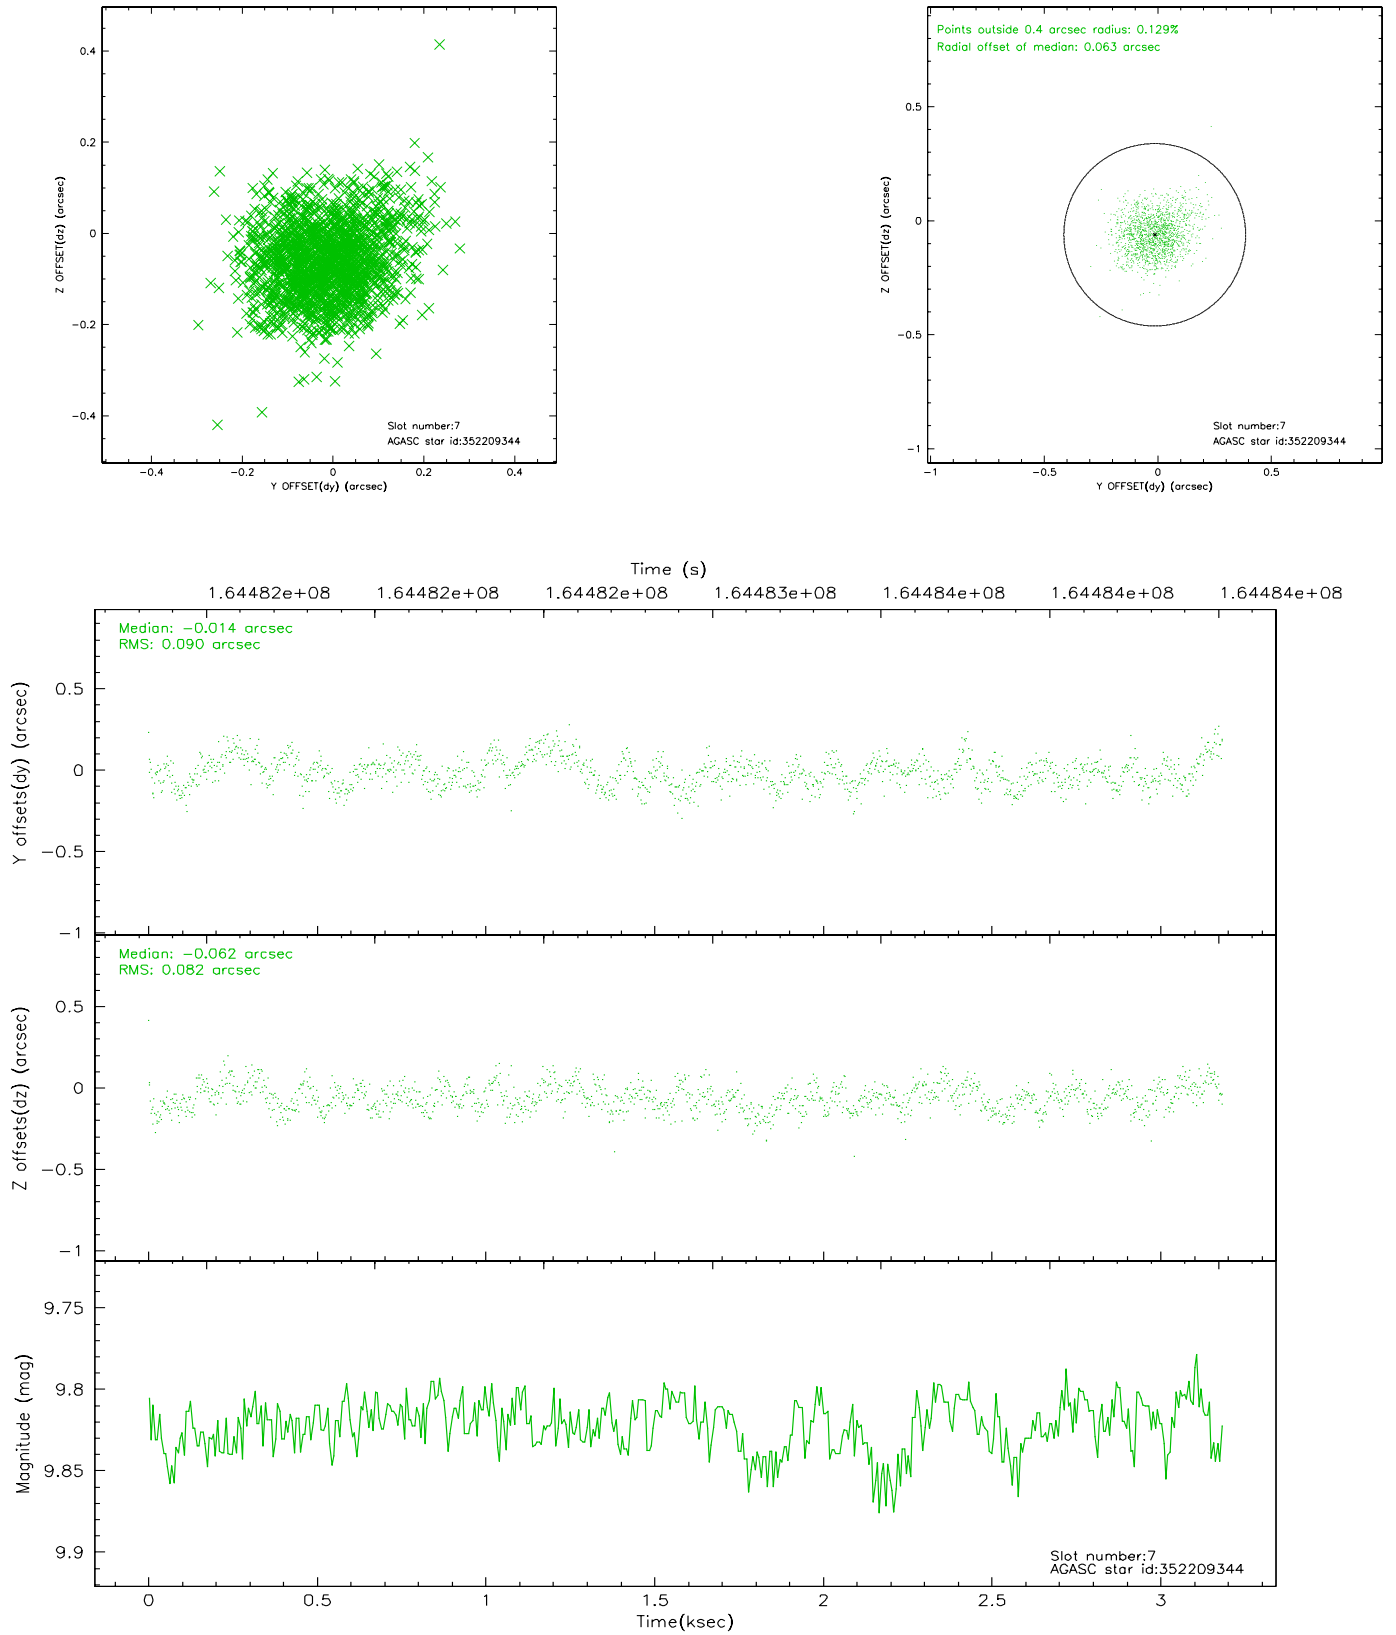 0.4
0.2
0
-0.2
-0.4
Z OFFSET(dz) (arcsec)
Slot number:7
AGASC star id:352209344
-0.4 -0.2 0 0.2 0.4
Y OFFSET(dy) (arcsec)
Points outside 0.4 arcsec radius: 0.129%
Radial offset of median: 0.063 arcsec
0.5
0
-0.5
-1
Z OFFSET(dz) (arcsec)
Slot number:7
AGASC star id:352209344
-1 -0.5 0 0.5
Y OFFSET(dy) (arcsec)
Time (s)
1.64482e+08 1.64482e+08 1.64482e+08 1.64483e+08 1.64484e+08 1.64484e+08 1.64484e+08
Median: -0.014 arcsec
RMS: 0.090 arcsec
0.5
0
-0.5
-1
Y offsets(dy) (arcsec)
Median: -0.062 arcsec
RMS: 0.082 arcsec
0.5
0
-0.5
-1
Z offsets(dz) (arcsec)
9.75
9.8
9.85
9.9
Magnitude (mag)
Slot number:7
AGASC star id:352209344
0 0.5 1 1.5 2 2.5 3
Time(ksec)